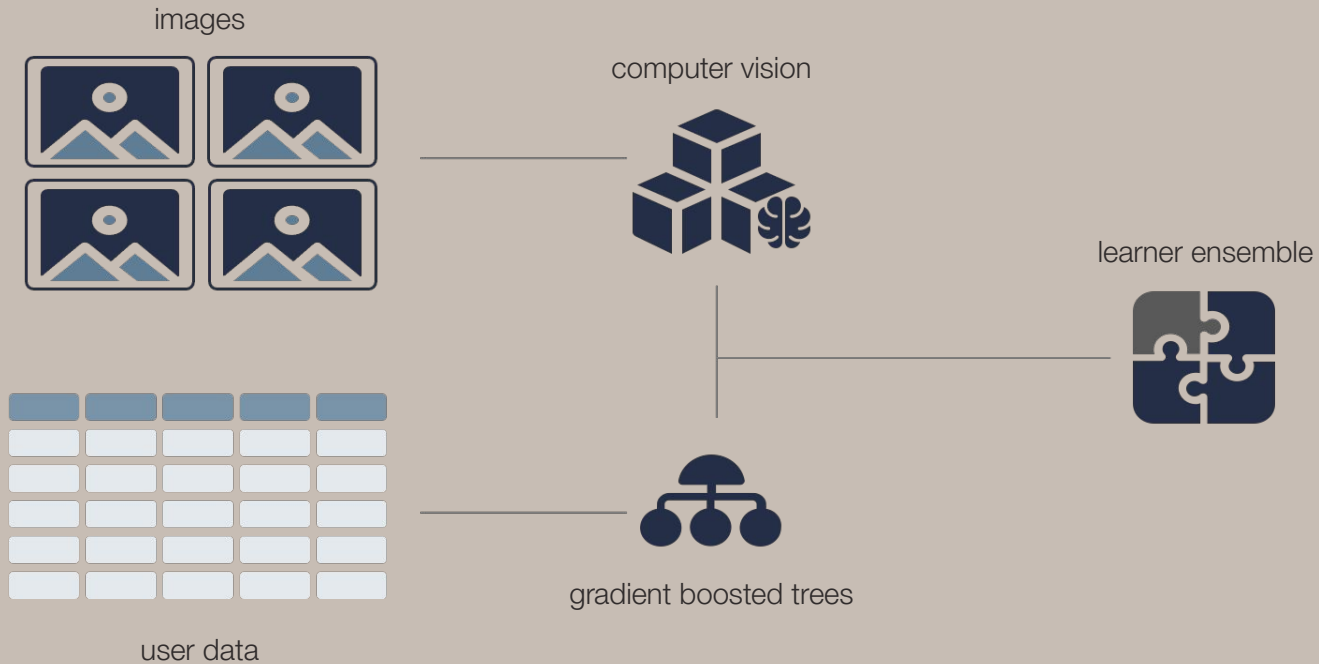 images
computer vision
learner ensemble
gradient boosted trees
user data